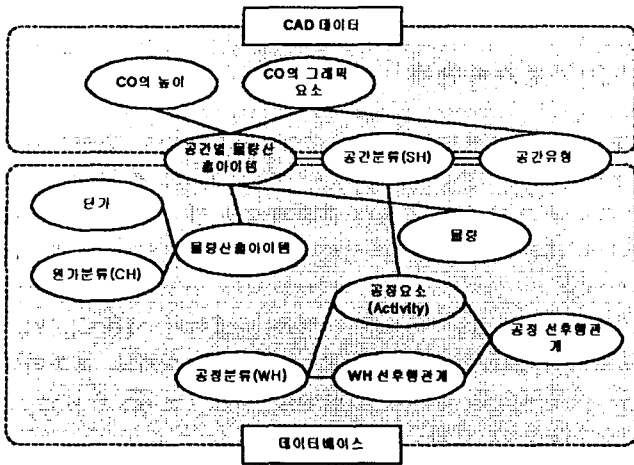 CAD 데이터
CO의 높이
CO의 그래픽
요소
공간별 물량산
출아이템
공간분류(SH)
공간유형
단가
물량산출아이템
물량
원가분류(CH)
공정요소
(Activity)
공정 선후행관
계
공정분류(WH)
WH 선후행관계
데이터베이스